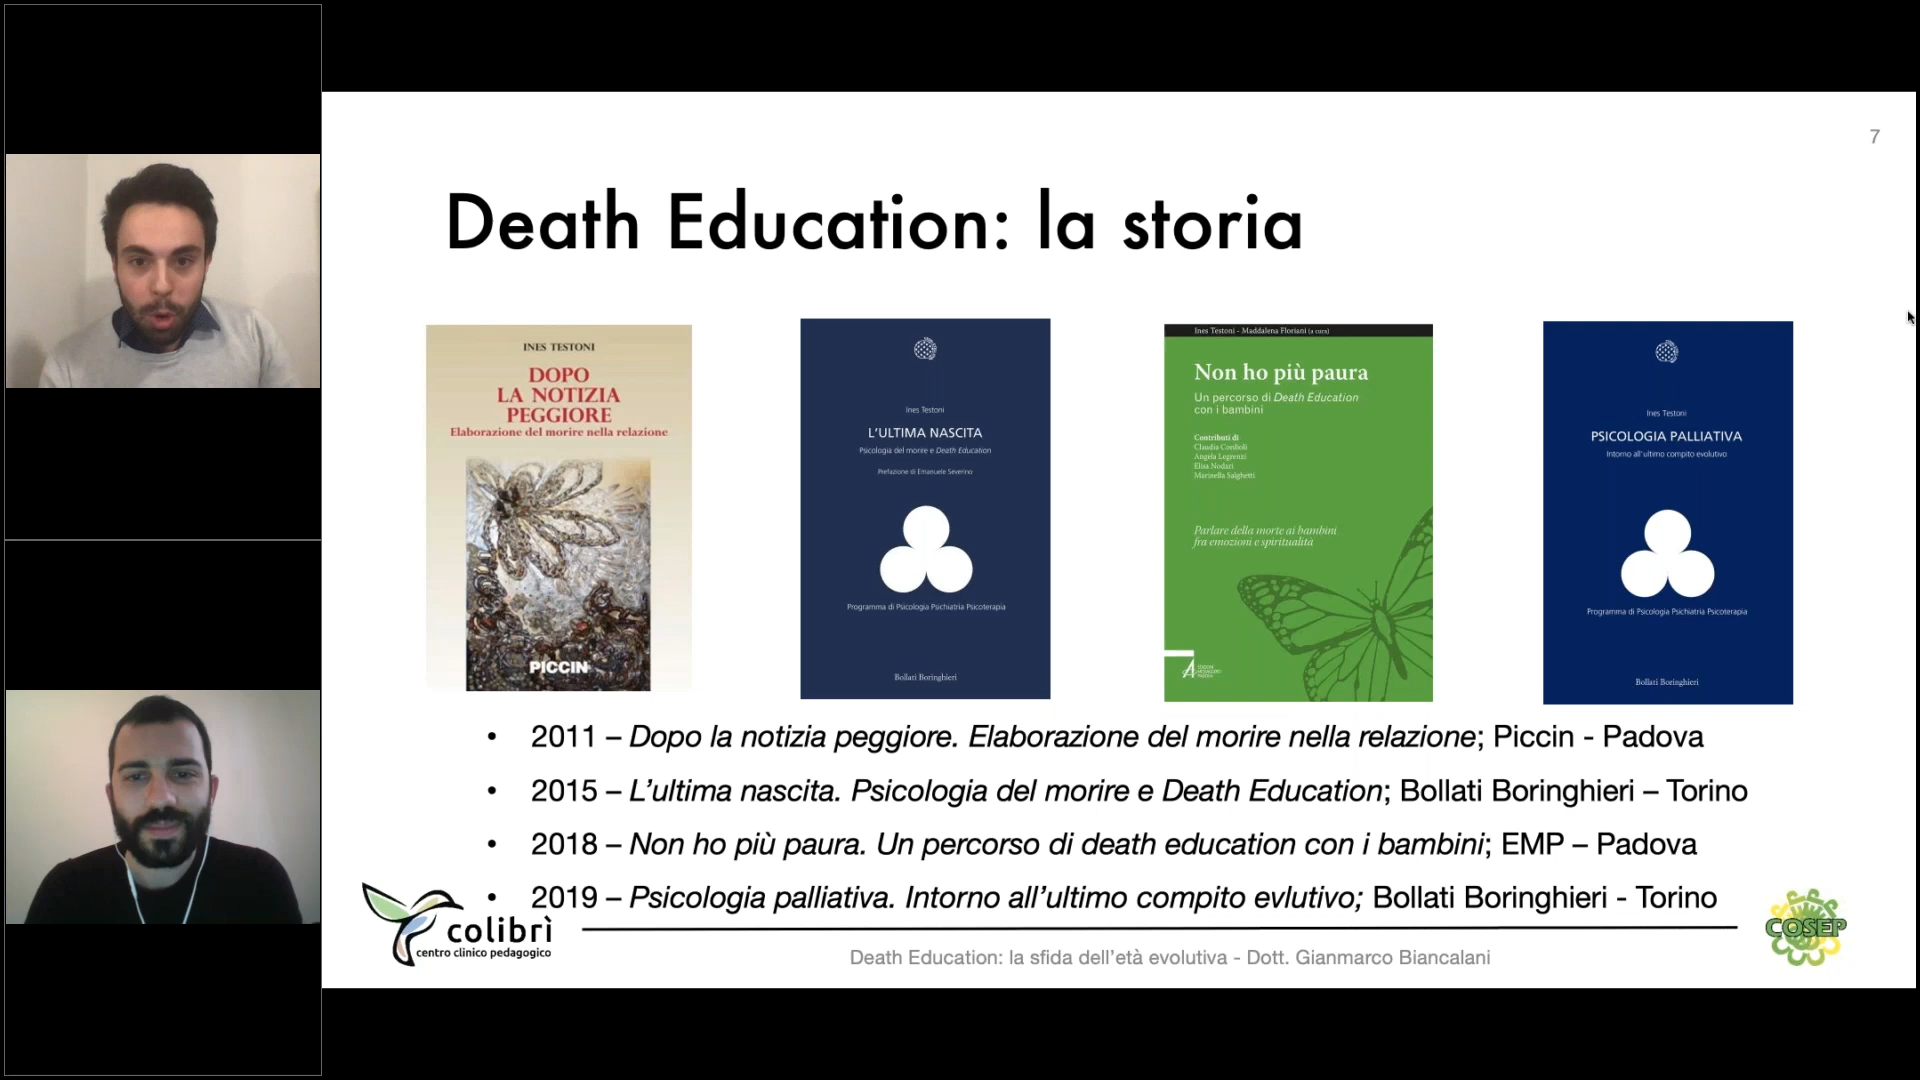 7
Death Education: la storia
INES TESTONI
DOPO
LA NOTIZIA
PEGGIORE
Elaborazione del morire nella relazione
PICCIN
Ines Testoni
L'ULTIMA NASCITA
Psicologia del morire e Death Education
Prefazione di Emanuele Severino
Programma di Psicologia Psichiatria Psicoterapia
Bollati Boringhieri
Ines Testoni - Maddalena Floriani (a cura)
Non ho più paura
Un percorso di Death Education
con i bambini
Contributi di
Claudia Cordioli
Angela Legrenzi
Elisa Nodari
Marinella Salghetti
Parlare della morte ai bambini
fra emozioni e spiritualità
EDIZIONI
MESSAGGERO
PADOVA
Ines Testoni
PSICOLOGIA PALLIATIVA
Intorno all'ultimo compito evolutivo
Programma di Psicologia Psichiatria Psicoterapia
Bollati Boringhieri
• 2011 – Dopo la notizia peggiore. Elaborazione del morire nella relazione; Piccin - Padova
• 2015 – L'ultima nascita. Psicologia del morire e Death Education; Bollati Boringhieri – Torino
• 2018 – Non ho più paura. Un percorso di death education con i bambini; EMP – Padova
• 2019 – Psicologia palliativa. Intorno all'ultimo compito evlutivo; Bollati Boringhieri - Torino
colibrì
centro clinico pedagogico
Death Education: la sfida dell'età evolutiva - Dott. Gianmarco Biancalani
COSEP